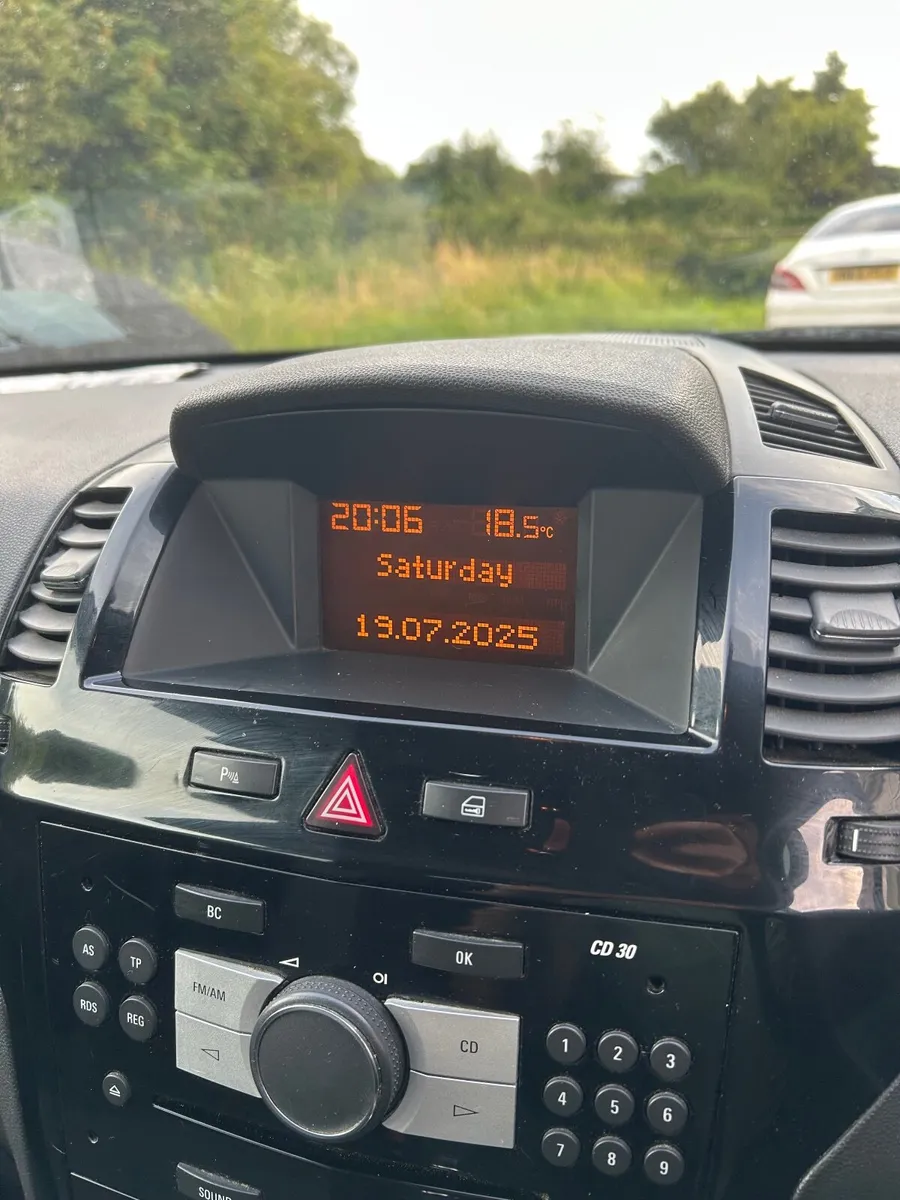 20:06 18.5°C
Saturday
19.07.2025
P
BC
OK
CD 30
AS
TP
FM/AM
RDS
REG
CD
1 2 3
4 5 6
7 8 9
SOUND